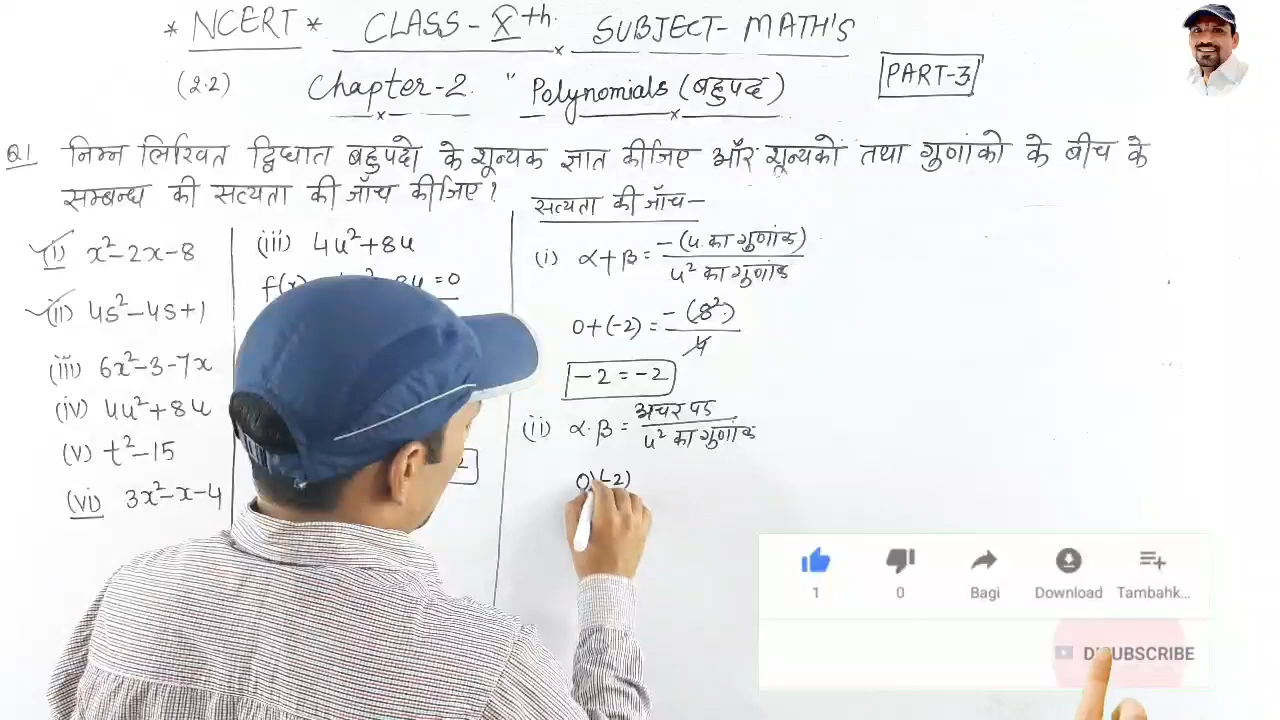 * NCERT * CLASS - Xth SUBJECT - MATH'S
(2.2) Chapter-2. " Polynomials (बहुपद) PART-3
Q1 निम्न लिखित द्विघात बहुपदो के शून्यक ज्ञात कीजिए और शून्यकों तथा गुणांको के बीच के
सम्बन्ध की सत्यता की जाँच कीजिए?
(i) x²-2x-8
(ii) 4s²-4s+1
(iii) 6x²-3-7x
(iv) 4u²+8u
(v) t²-15
(vi) 3x²-x-4
(iii) 4u²+8u
f(x) =0
सत्यता की जाँच-
(i) α+β = -(u का गुणांक) / u² का गुणांक
0+(-2) = -(8²) / 4
-2 = -2
(ii) α.β = अचर पद / u² का गुणांक
0)(-2)
1 0 Bagi Download Tambahk...
SUBSCRIBE